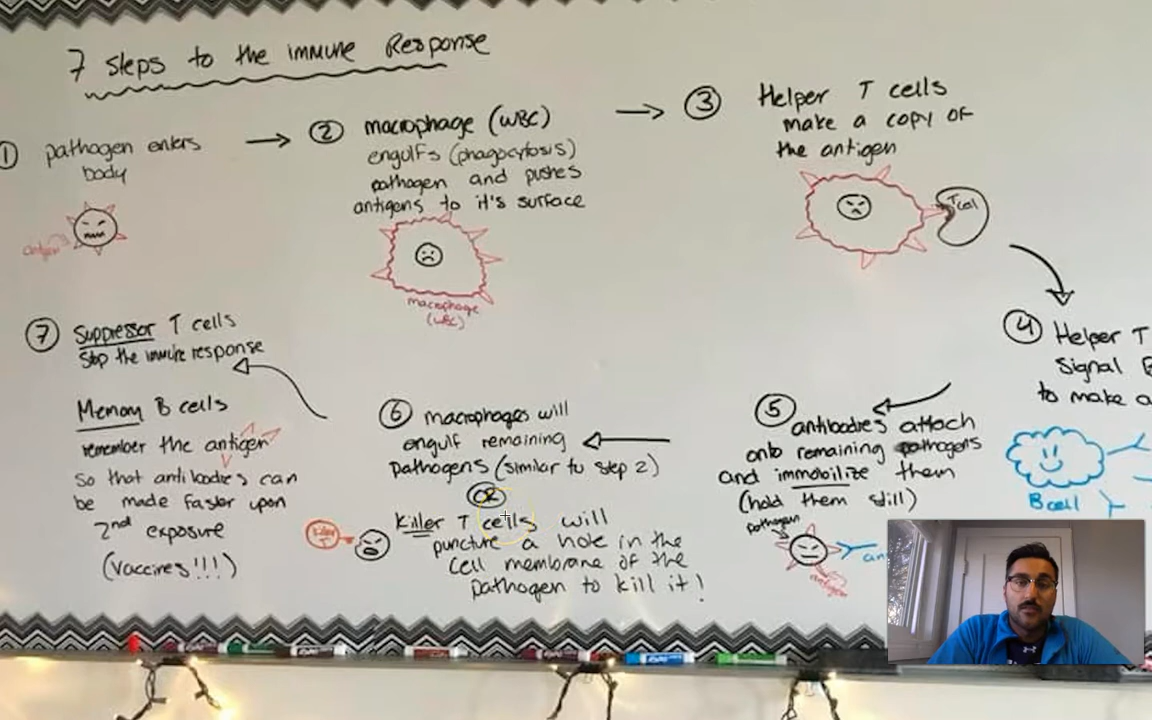 7 Steps to the immune Response
① pathogen enters
body
antigen
② macrophage (WBC)
engulfs (phagocytosis)
pathogen and pushes
antigens to it's surface
macrophage
(WBC)
③ Helper T cells
make a copy of
the antigen
T cell
④ Helper T
Signal B
to make a
B cell
⑤ antibodies attach
onto remaining pathogens
and immobilize them
(hold them still)
pathogen
an
antigen
⑥ macrophages will
engulf remaining
pathogens (similar to step 2)
OR
Killer T cells will
puncture a hole in the
cell membrane of the
pathogen to kill it!
Killer
T
⑦ Suppressor T cells
Stop the immune response
Memory B cells
remember the antigen
so that antibodies can
be made faster upon
2nd exposure
(vaccines!!!)